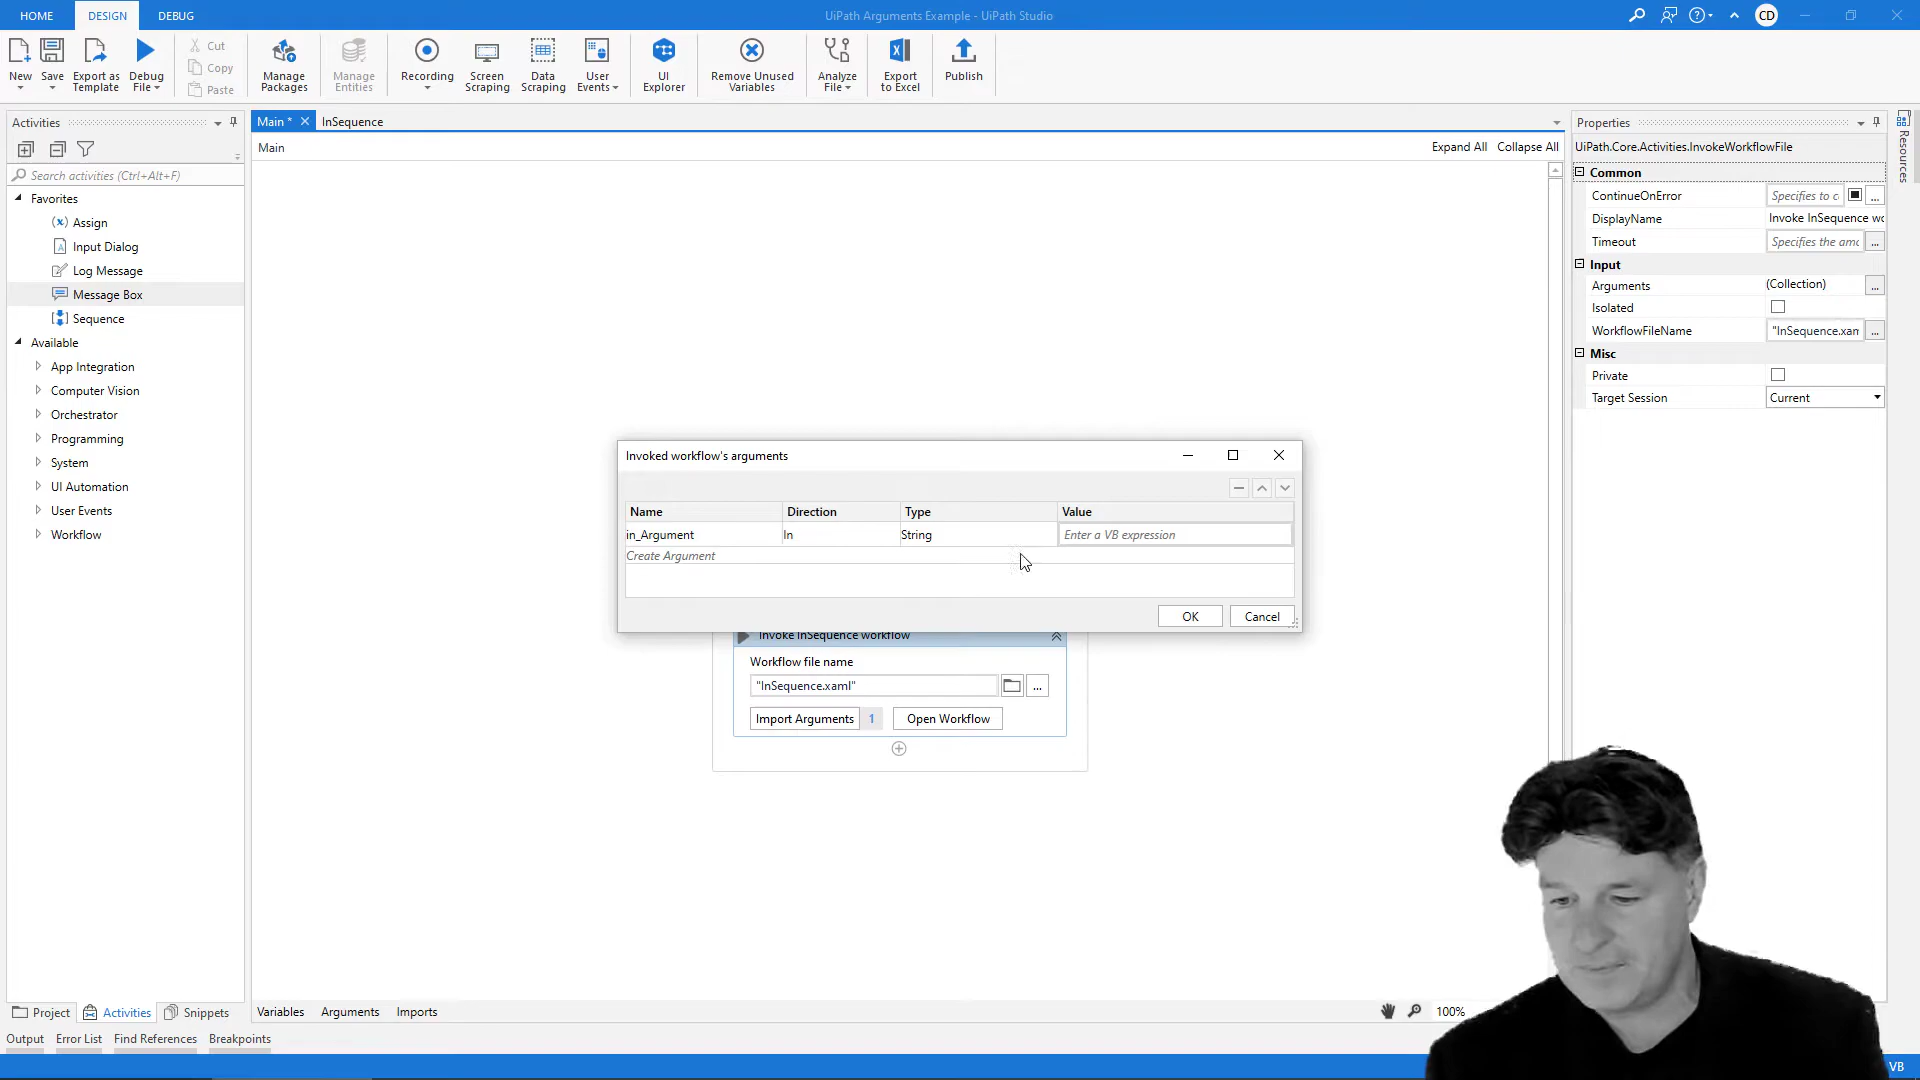 HOME DESIGN DEBUG UiPath Arguments Example - UiPath Studio CD
New Save Export as Template Debug File Cut Copy Paste Manage Packages Manage Entities Recording Screen Scraping Data Scraping User Events UI Explorer Remove Unused Variables Analyze File Export to Excel Publish
Activities
Search activities (Ctrl+Alt+F)
Favorites
Assign
Input Dialog
Log Message
Message Box
Sequence
Available
App Integration
Computer Vision
Orchestrator
Programming
System
UI Automation
User Events
Workflow
Main * InSequence
Main Expand All Collapse All
Invoked workflow's arguments
Name Direction Type Value
in_Argument In String Enter a VB expression
Create Argument
OK Cancel
Invoke InSequence workflow
Workflow file name
"InSequence.xaml" ...
Import Arguments 1 Open Workflow
Properties
UiPath.Core.Activities.InvokeWorkflowFile
Common
ContinueOnError Specifies to c ...
DisplayName Invoke InSequence wo
Timeout Specifies the amo ...
Input
Arguments (Collection) ...
Isolated
WorkflowFileName "InSequence.xam ...
Misc
Private
Target Session Current
Resources
Project Activities Snippets
Variables Arguments Imports 100%
Output Error List Find References Breakpoints
VB